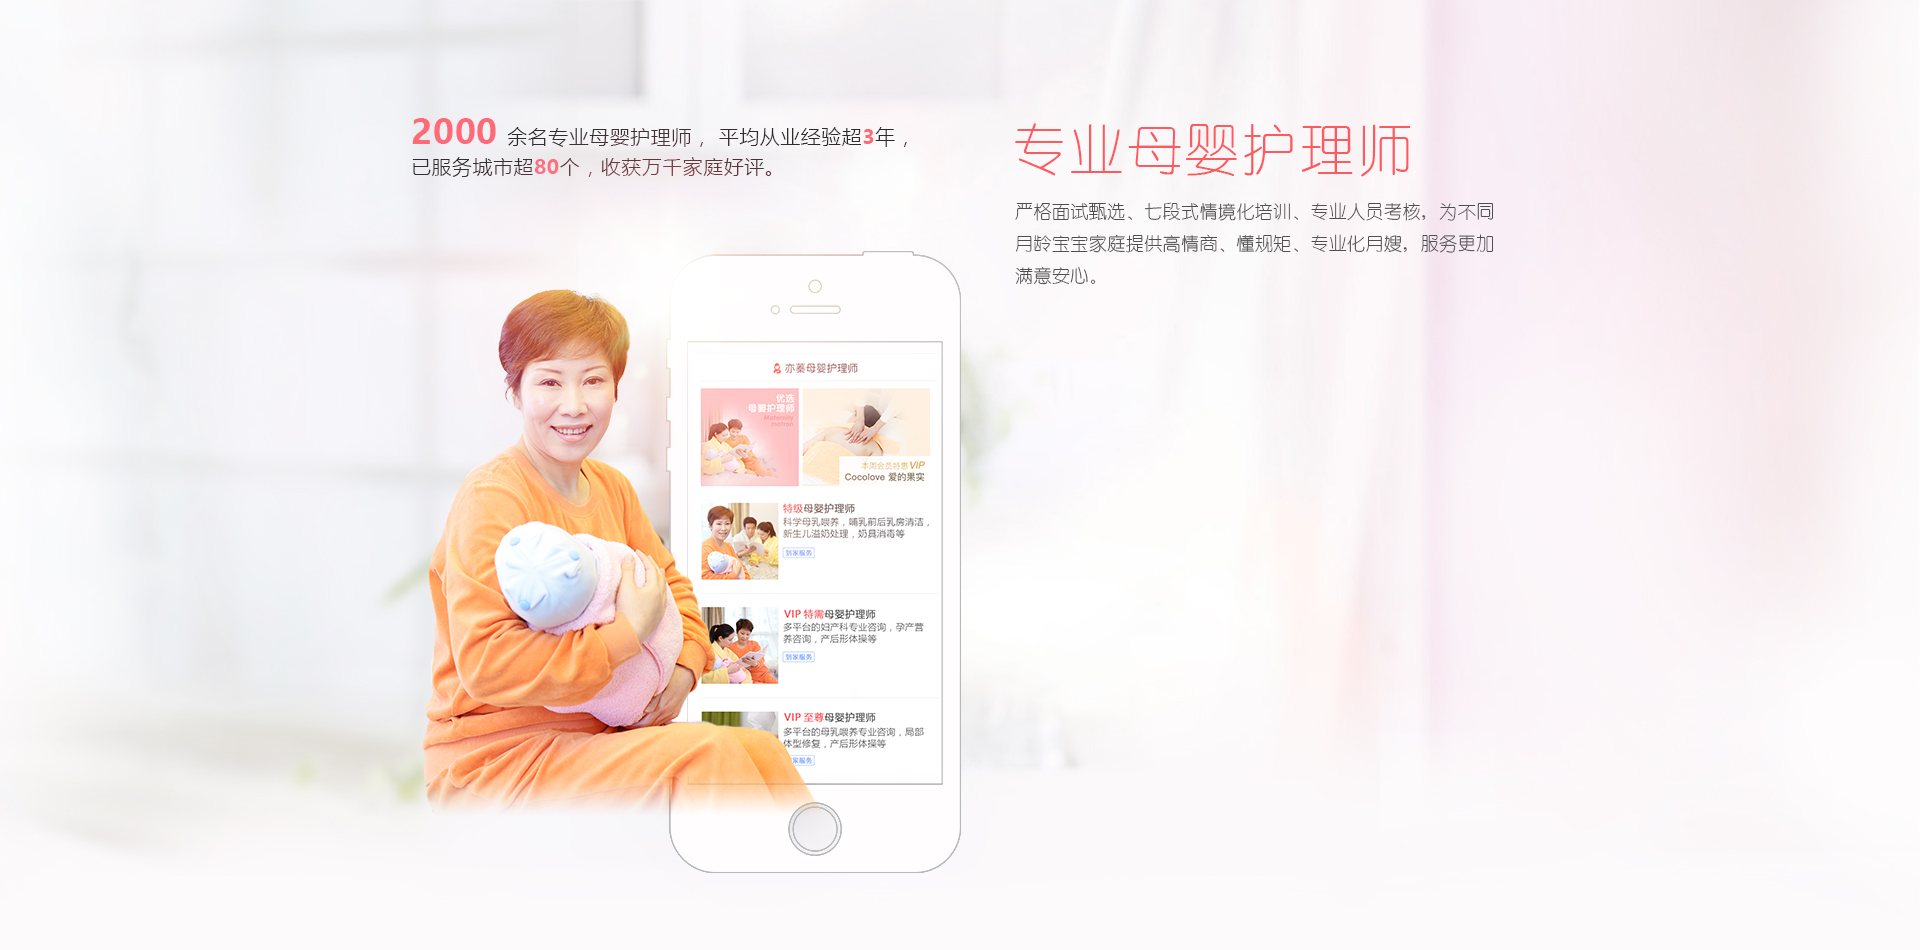 2000 余名专业母婴护理师，平均从业经验超3年，
已服务城市超80个，收获万千家庭好评。
专业母婴护理师
严格面试甄选、七段式情境化培训、专业人员考核，为不同
月龄宝宝家庭提供高情商、懂规矩、专业化月嫂，服务更加
满意安心。
亦蓁母婴护理师
优选
母婴护理师
maternity
matron
本周会员特惠 VIP
Cocolove 爱的果实
特级母婴护理师
科学母乳喂养，哺乳前后乳房清洁，
新生儿溢奶处理，奶具消毒等
到家服务
VIP 特需母婴护理师
多平台的妇产科专业咨询，孕产营
养咨询，产后形体操等
到家服务
VIP 至尊母婴护理师
多平台的母乳喂养专业咨询，局部
体型修复，产后形体操等
家服务